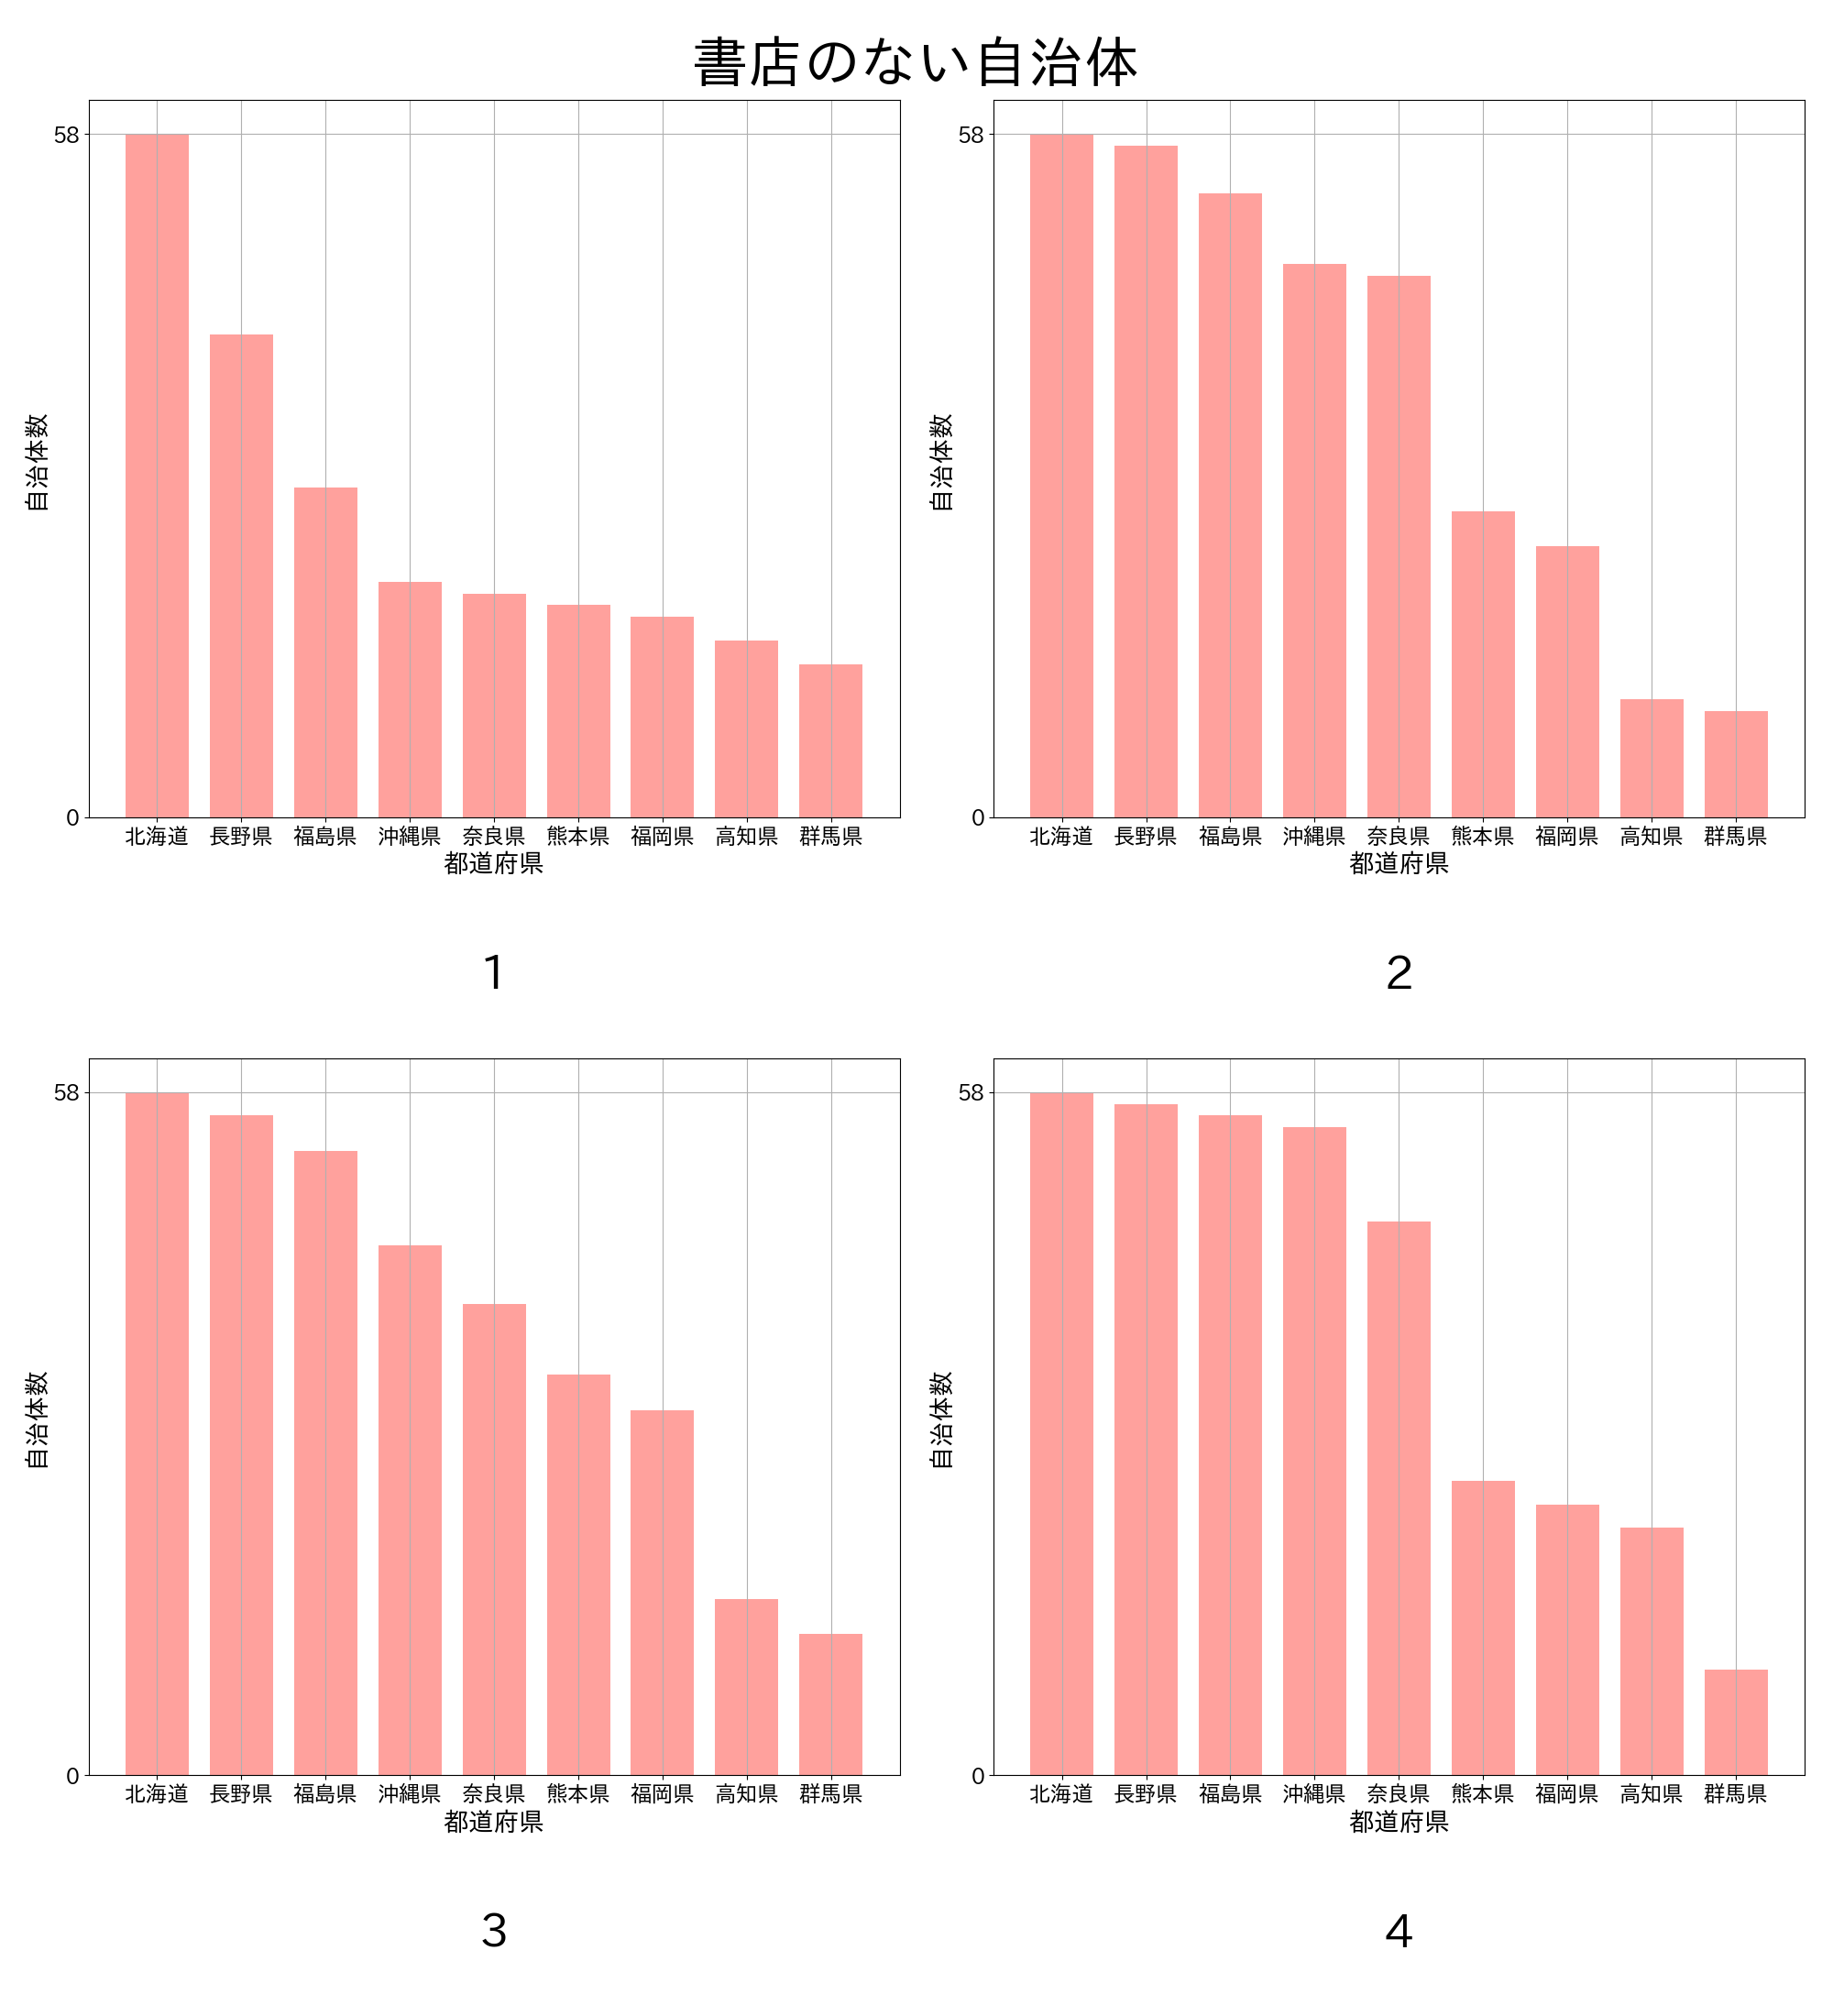 書店のない自治体
58
0
自治体数
北海道 長野県 福島県 沖縄県 奈良県 熊本県 福岡県 高知県 群馬県
都道府県
1
58
0
自治体数
北海道 長野県 福島県 沖縄県 奈良県 熊本県 福岡県 高知県 群馬県
都道府県
2
58
0
自治体数
北海道 長野県 福島県 沖縄県 奈良県 熊本県 福岡県 高知県 群馬県
都道府県
3
58
0
自治体数
北海道 長野県 福島県 沖縄県 奈良県 熊本県 福岡県 高知県 群馬県
都道府県
4